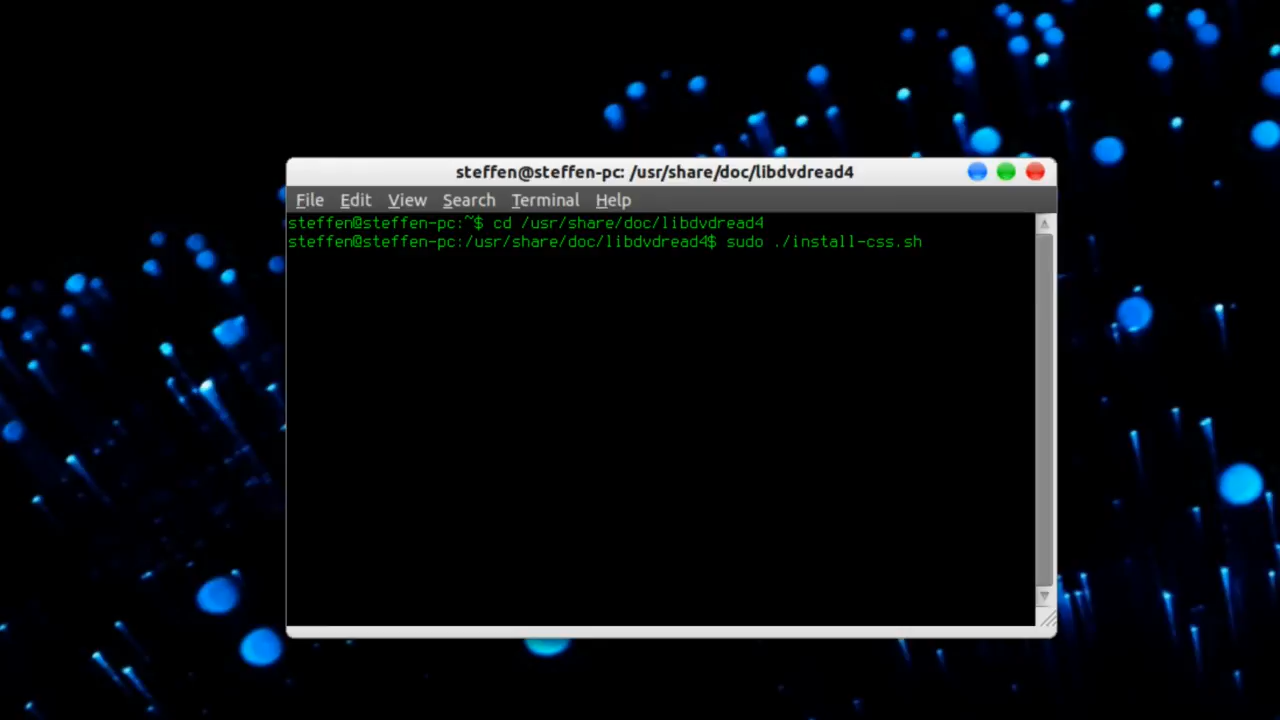 steffen@steffen-pc: /usr/share/doc/libdvdread4
File Edit View Search Terminal Help
steffen@steffen-pc:~$ cd /usr/share/doc/libdvdread4
steffen@steffen-pc:/usr/share/doc/libdvdread4$ sudo ./install-css.sh